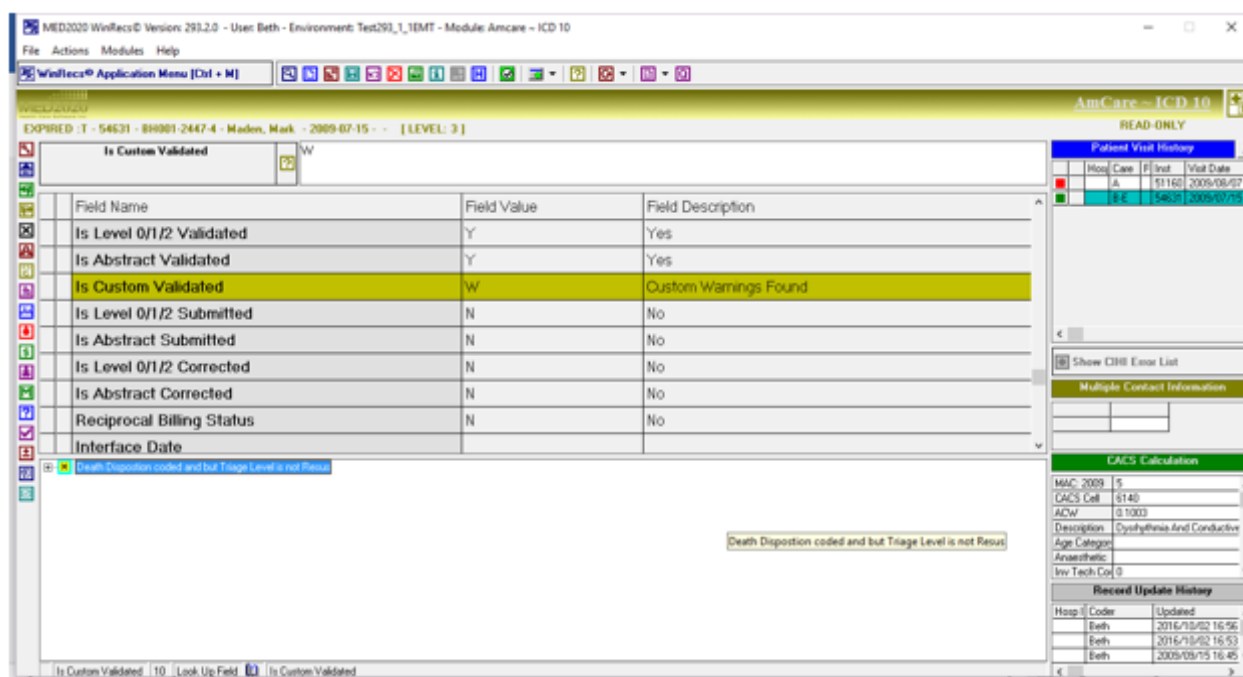 MED2020 WinRecs© Version: 293.2.0 - User: Beth - Environment: Test293_1_1EMT - Module: Amcare ~ ICD 10
File Actions Modules Help
WinRecs© Application Menu [Ctrl + M]
MED2020
AmCare ~ ICD 10
EXPIRED :T - 54631 - BH001-2447-4 - Maden, Mark - 2009-07-15 - - [LEVEL: 3]
READ-ONLY
Is Custom Validated W
Field Name Field Value Field Description
Is Level 0/1/2 Validated Y Yes
Is Abstract Validated Y Yes
Is Custom Validated W Custom Warnings Found
Is Level 0/1/2 Submitted N No
Is Abstract Submitted N No
Is Level 0/1/2 Corrected N No
Is Abstract Corrected N No
Reciprocal Billing Status N No
Interface Date
Death Dispostion coded and but Triage Level is not Resus
Death Dispostion coded and but Triage Level is not Resus
Is Custom Validated 10 Look Up Field Is Custom Validated
Patient Visit History
Hosp Care F Inst Visit Date
A 51160 2009/08/07
B-E 54631 2009/07/15
Show CIHI Error List
Multiple Contact Information
CACS Calculation
MAC: 2009 5
CACS Cell 6140
ACW 0.1003
Description Dysrhythmia And Conductive
Age Categor
Anaesthetic
Inv Tech Co 0
Record Update History
Hosp I Coder Updated
Beth 2016/10/02 16:56
Beth 2016/10/02 16:53
Beth 2009/09/15 16:45